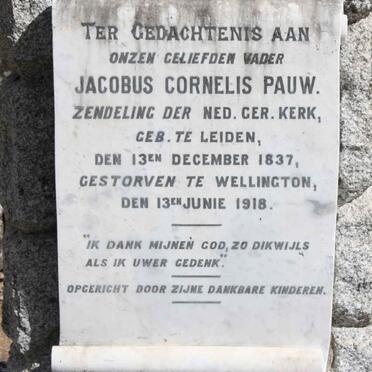 TER GEDACHTENIS AAN
ONZEN GELIEFDEN VADER
JACOBUS CORNELIS PAUW.
ZENDELING DER NED. GER. KERK,
GEB. TE LEIDEN,
DEN 13EN DECEMBER 1837,
GESTORVEN TE WELLINGTON,
DEN 13EN JUNIE 1918.
"IK DANK MIJNEN GOD, ZO DIKWIJLS
ALS IK UWER GEDENK."
OPGERICHT DOOR ZIJNE DANKBARE KINDEREN.